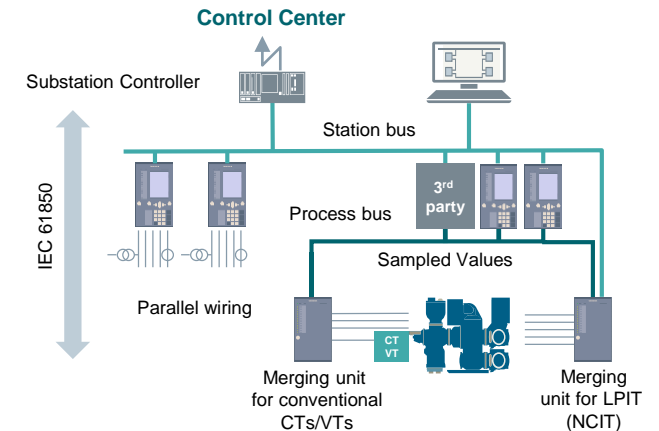 Control Center
Substation Controller
Station bus
IEC 61850
3rd
party
Process bus
Sampled Values
Parallel wiring
CT
VT
Merging unit
for conventional
CTs/VTs
Merging
unit for LPIT
(NCIT)